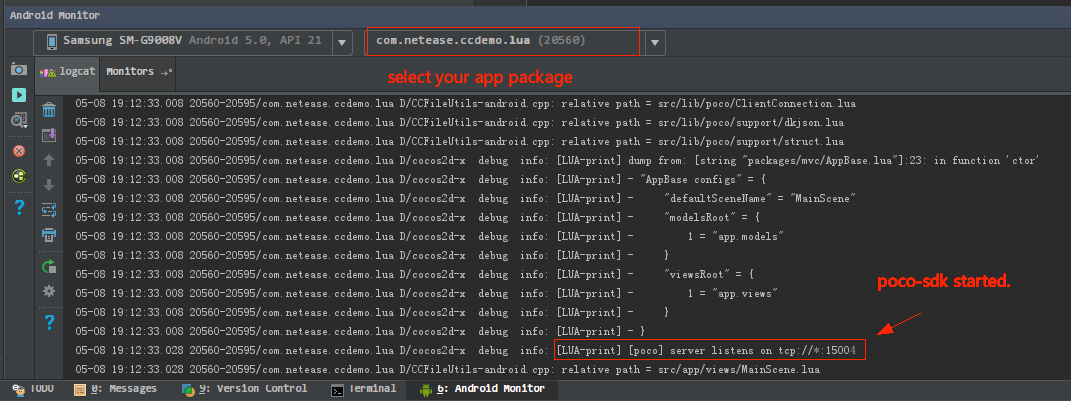 Android Monitor
Samsung SM-G9008V Android 5.0, API 21
com.netease.ccdemo.lua (20560)
logcat
Monitors
select your app package
05-08 19:12:33.008 20560-20595/com.netease.ccdemo.lua D/CCFileUtils-android.cpp: relative path = src/lib/poco/ClientConnection.lua
05-08 19:12:33.008 20560-20595/com.netease.ccdemo.lua D/CCFileUtils-android.cpp: relative path = src/lib/poco/support/dkjson.lua
05-08 19:12:33.008 20560-20595/com.netease.ccdemo.lua D/CCFileUtils-android.cpp: relative path = src/lib/poco/support/struct.lua
05-08 19:12:33.008 20560-20595/com.netease.ccdemo.lua D/cocos2d-x debug info: [LUA-print] dump from: [string "packages/mvc/AppBase.lua"]:23: in function 'ctor'
05-08 19:12:33.008 20560-20595/com.netease.ccdemo.lua D/cocos2d-x debug info: [LUA-print] - "AppBase configs" = {
05-08 19:12:33.008 20560-20595/com.netease.ccdemo.lua D/cocos2d-x debug info: [LUA-print] - "defaultSceneName" = "MainScene"
05-08 19:12:33.008 20560-20595/com.netease.ccdemo.lua D/cocos2d-x debug info: [LUA-print] - "modelsRoot" = {
05-08 19:12:33.008 20560-20595/com.netease.ccdemo.lua D/cocos2d-x debug info: [LUA-print] - 1 = "app.models"
05-08 19:12:33.008 20560-20595/com.netease.ccdemo.lua D/cocos2d-x debug info: [LUA-print] - }
05-08 19:12:33.008 20560-20595/com.netease.ccdemo.lua D/cocos2d-x debug info: [LUA-print] - "viewsRoot" = {
05-08 19:12:33.008 20560-20595/com.netease.ccdemo.lua D/cocos2d-x debug info: [LUA-print] - 1 = "app.views"
poco-sdk started.
05-08 19:12:33.008 20560-20595/com.netease.ccdemo.lua D/cocos2d-x debug info: [LUA-print] - }
05-08 19:12:33.008 20560-20595/com.netease.ccdemo.lua D/cocos2d-x debug info: [LUA-print] - }
05-08 19:12:33.028 20560-20595/com.netease.ccdemo.lua D/cocos2d-x debug info: [LUA-print] [poco] server listens on tcp://*:15004
05-08 19:12:33.028 20560-20595/com.netease.ccdemo.lua D/CCFileUtils-android.cpp: relative path = src/app/views/MainScene.lua
TODO
0: Messages
9: Version Control
Terminal
6: Android Monitor